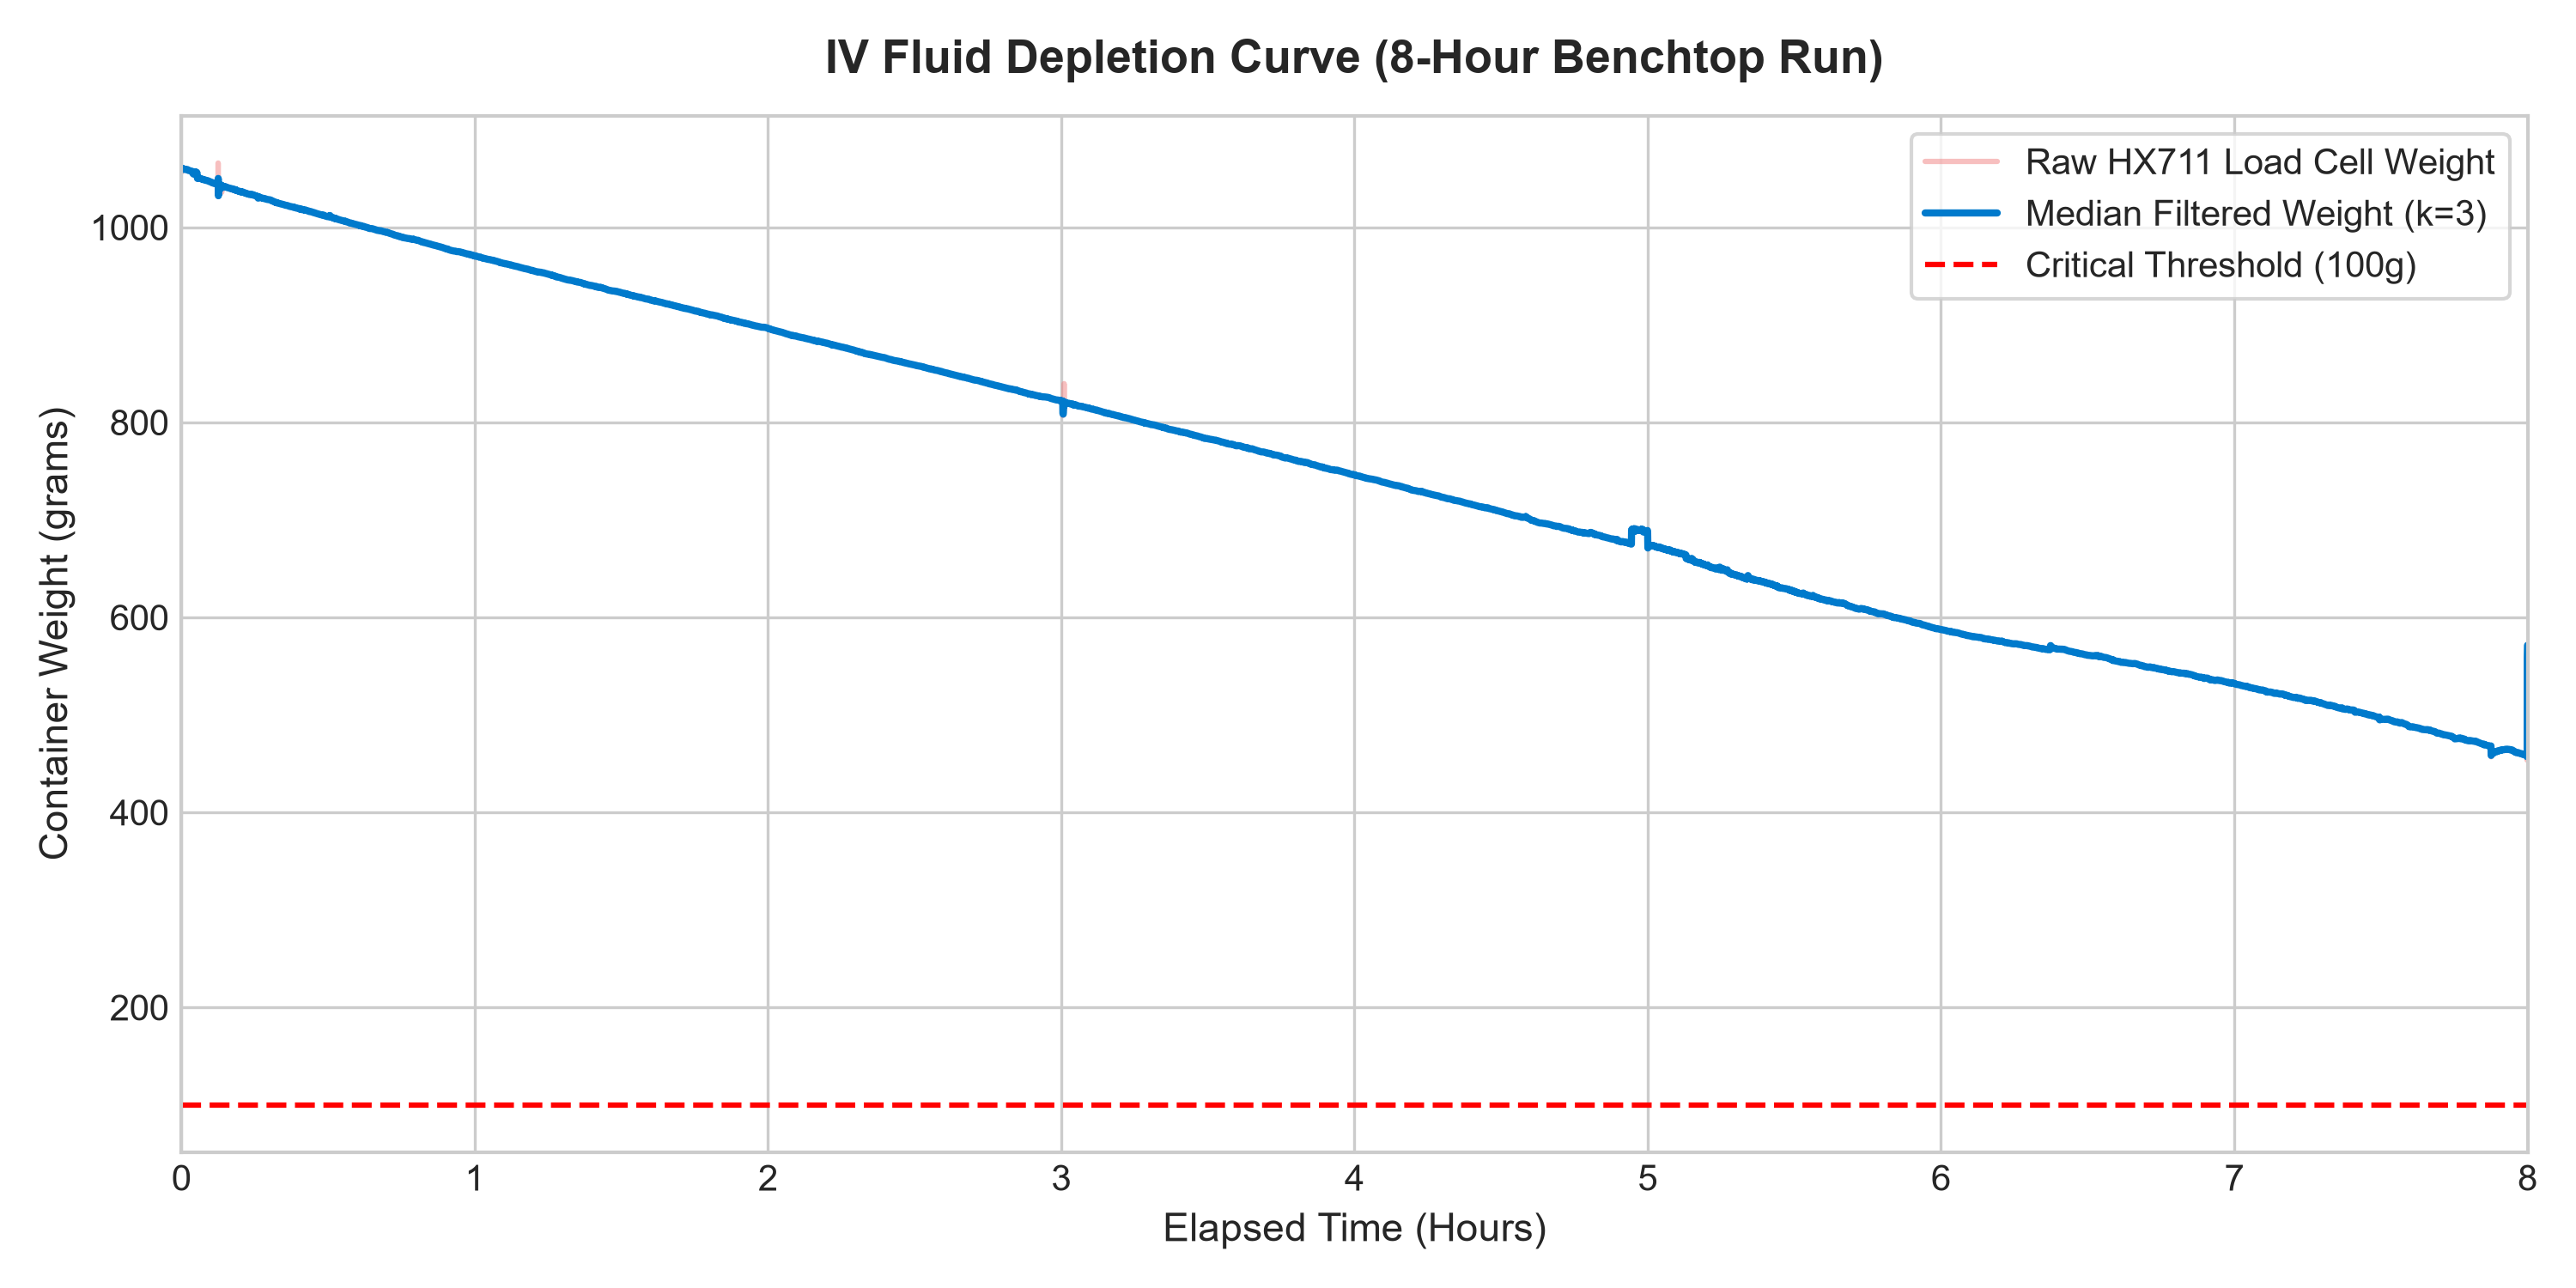 IV Fluid Depletion Curve (8-Hour Benchtop Run)
Raw HX711 Load Cell Weight
Median Filtered Weight (k=3)
Critical Threshold (100g)
Container Weight (grams)
1000
800
600
400
200
0 1 2 3 4 5 6 7 8
Elapsed Time (Hours)